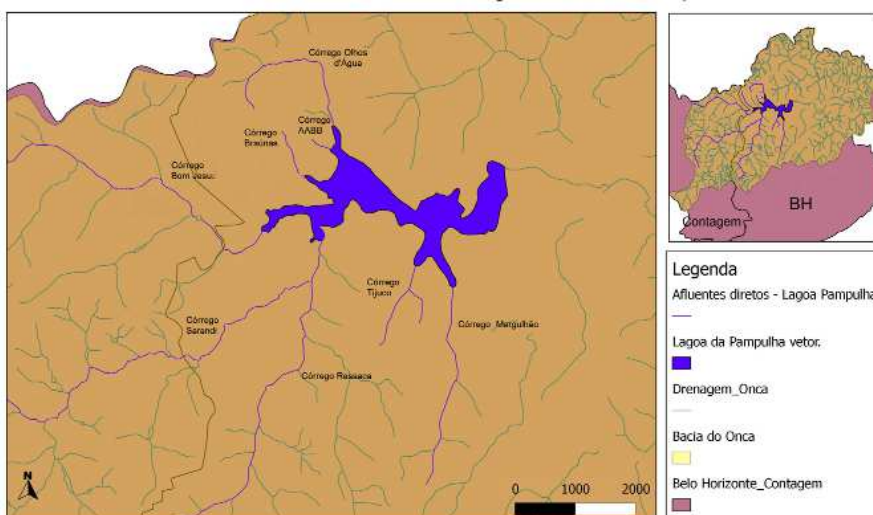 Córrego Olhos
d'Água
Córrego
AABB
Córrego
Braúnas
Córrego
Bom Jesus
Córrego
Tijuco
Córrego
Sarandi
Córrego_Mergulhão
Córrego Ressaca
N
0 1000 2000
BH
Contagem
Legenda
Afluentes diretos - Lagoa Pampulha
Lagoa da Pampulha vetor.
Drenagem_Onca
Bacia do Onca
Belo Horizonte_Contagem